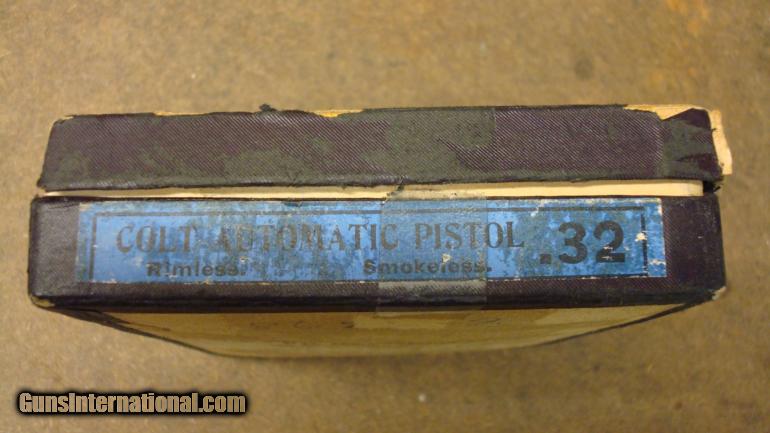 COLT AUTOMATIC PISTOL .32
Rimless. Smokeless.
GunsInternational.com